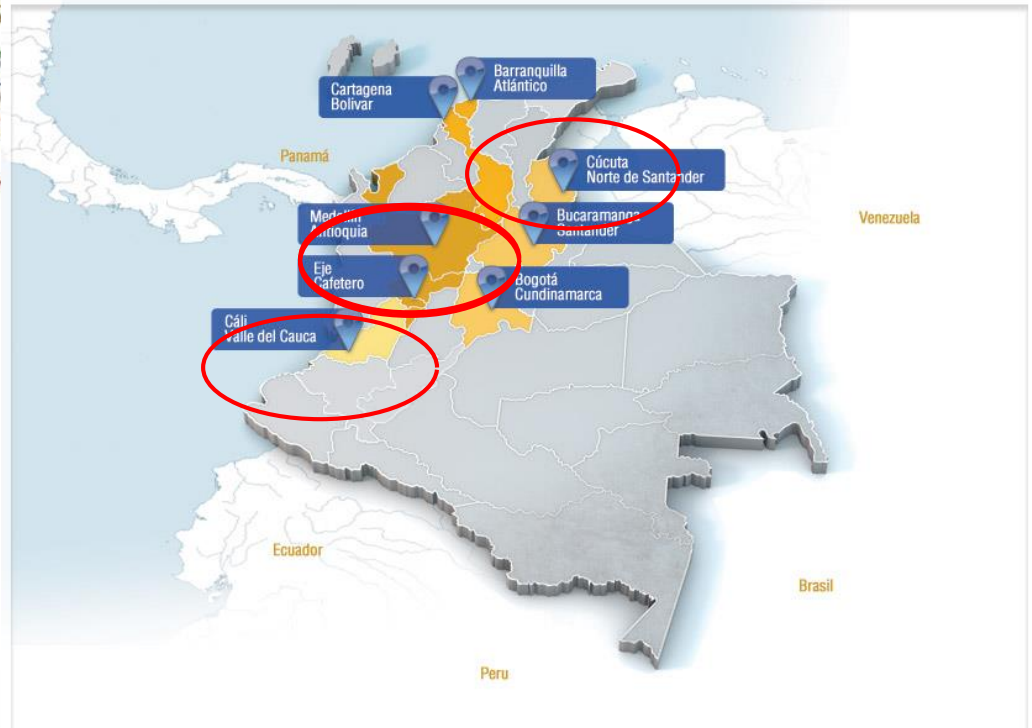 Barranquilla
Atlántico
Cartagena
Bolivar
Panamá
Cúcuta
Norte de Santander
Medellín
Antioquia
Bucaramanga
Santander
Venezuela
Eje
Cafetero
Bogotá
Cundinamarca
Cáli
Valle del Cauca
Ecuador
Brasil
Peru